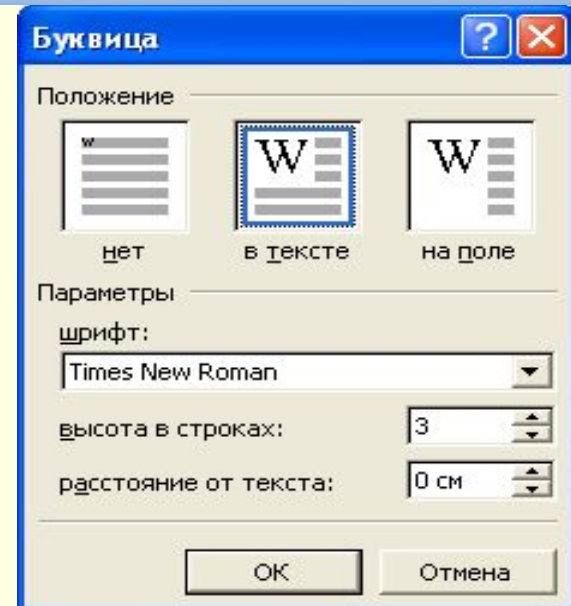 Буквица
Положение
w
W
W
нет
в тексте
на поле
Параметры
шрифт:
Times New Roman
высота в строках:
3
расстояние от текста:
0 см
ОК
Отмена